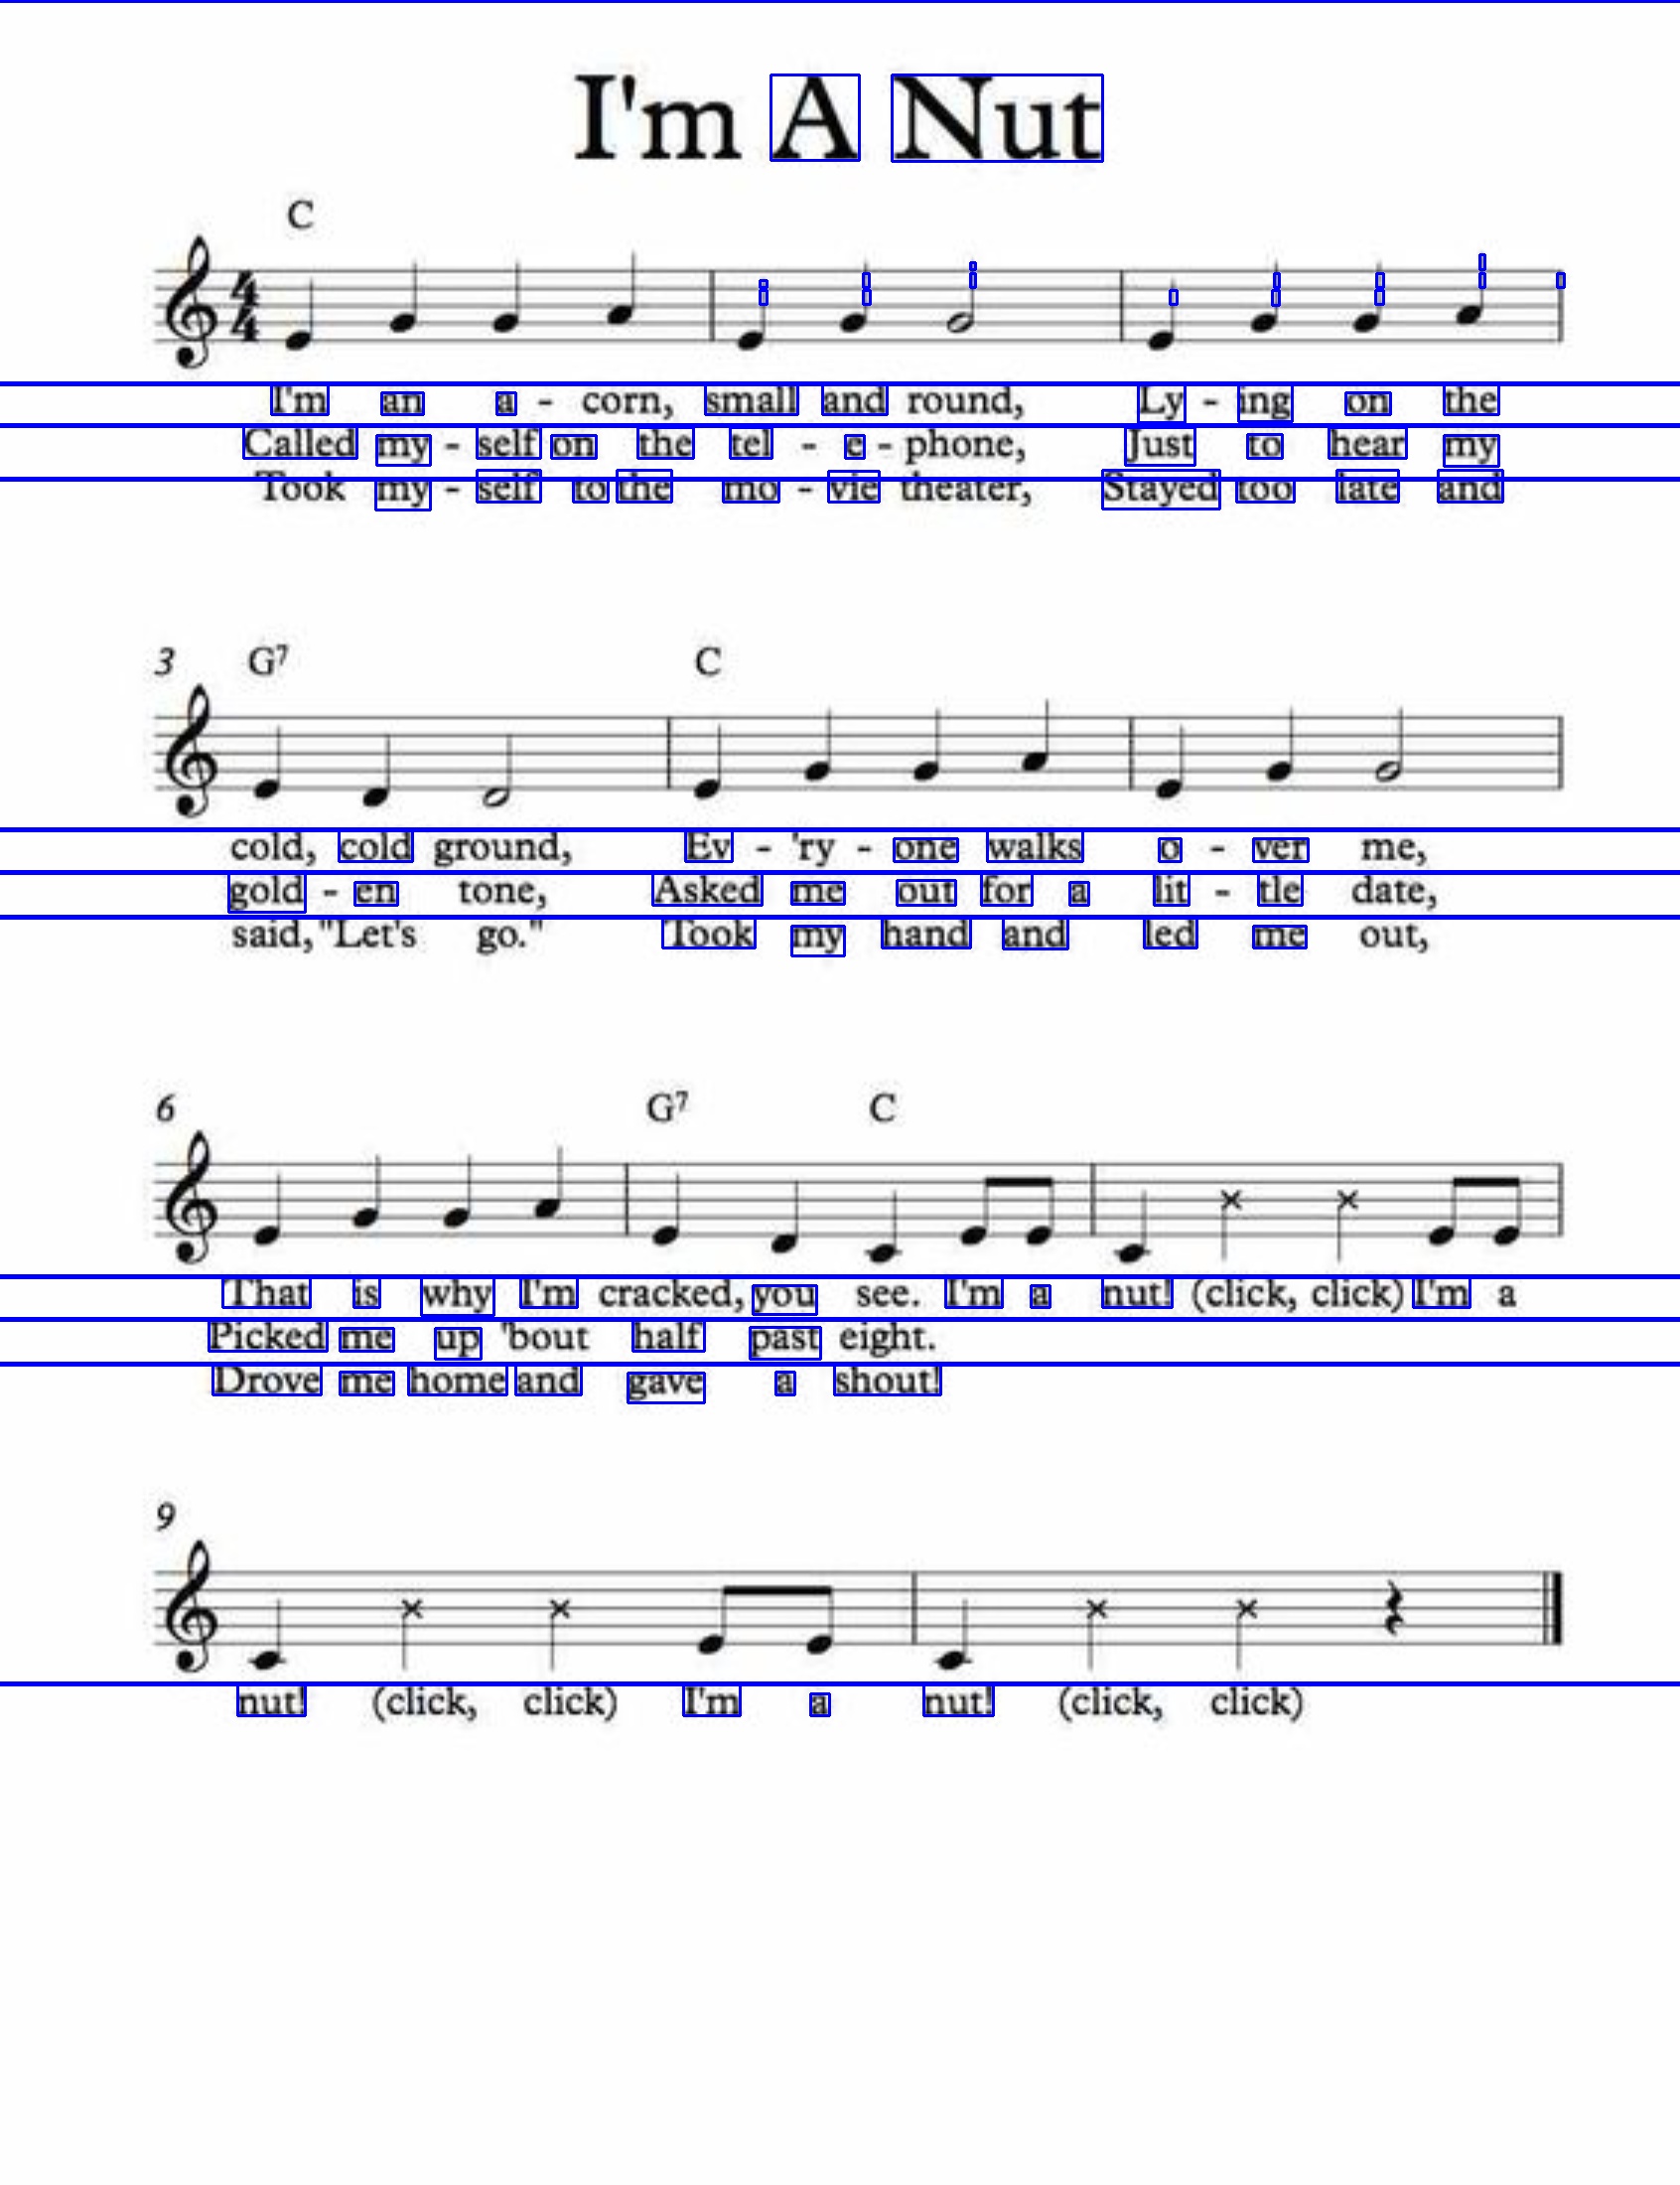 I'm A Nut
C
I'm an a - corn, small and round, Ly - ing on the
Called my - self on the tel - e - phone, Just to hear my
Took my - self to the mo - vie theater, Stayed too late and
3 G7 C
cold, cold ground, Ev - 'ry - one walks o - ver me,
gold - en tone, Asked me out for a lit - tle date,
said, "Let's go." Took my hand and led me out,
6 G7 C
That is why I'm cracked, you see. I'm a nut! (click, click) I'm a
Picked me up 'bout half past eight.
Drove me home and gave a shout!
9
nut! (click, click) I'm a nut! (click, click)